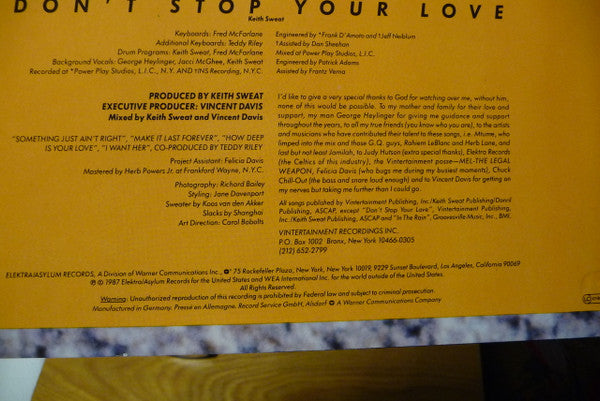 DON'T STOP YOUR LOVE
Keith Sweat
Keyboards: Fred McFarlane
Additional Keyboards: Teddy Riley
Drum Programs: Keith Sweat, Fred McFarlane
Background Vocals: George Heylinger, Jacci McGhee, Keith Sweat
Recorded at *Power Play Studios, L.I.C., N.Y. AND †INS Recording, N.Y.C.
Engineered by *Frank D'Amato and †Jeff Neiblum
†Assisted by Dan Sheehan
Mixed at Power Play Studios, L.I.C.
Engineered by Patrick Adams
Assisted by Frantz Verna
PRODUCED BY KEITH SWEAT
EXECUTIVE PRODUCER: VINCENT DAVIS
Mixed by Keith Sweat and Vincent Davis
"SOMETHING JUST AIN'T RIGHT", "MAKE IT LAST FOREVER", "HOW DEEP
IS YOUR LOVE", "I WANT HER", CO-PRODUCED BY TEDDY RILEY
Project Assistant: Felicia Davis
Mastered by Herb Powers Jr. at Frankford Wayne, N.Y.C.
Photography: Richard Bailey
Styling: Jane Davenport
Sweater by Koos van den Akker
Slacks by Shanghai
Art Direction: Carol Bobolts
I'd like to give a very special thanks to God for watching over me, without him,
none of this would be possible. To my mother and family for their love and
support, my man George Heylinger for giving me guidance and support
throughout the years, to all my true friends (you know who you are), to the artists
and musicians who have contributed their talent to these songs, i.e. Mtume, who
limped into the mix and those G.Q. guys, Raheim LeBlanc and Herb Lane, and
last but not least Jamilah, to Judy Hutson (extra special thanks), Elektra Records
(the Celtics of this industry), the Vintertainment posse—MEL-THE LEGAL
WEAPON, Felicia Davis (who bugs me during my busiest moments), Chuck
Chill-Out (the bass and snare loud enough) and to Vincent Davis for getting on
my nerves but taking me further than I could go.
All songs published by Vintertainment Publishing, Inc/Keith Sweat Publishing/Donril
Publishing, ASCAP, except "Don't Stop Your Love", Vintertainment Publishing,
Inc./Keith Sweat Publishing, ASCAP and "In The Rain", Groovesville Music, Inc., BMI.
VINTERTAINMENT RECORDINGS INC.
P.O. Box 1002 Bronx, New York 10466-0305
(212) 652-2799
ELEKTRA/ASYLUM RECORDS, A Division of Warner Communications Inc., 75 Rockefeller Plaza, New York, New York 10019, 9229 Sunset Boulevard, Los Angeles, California 90069
℗ © 1987 Elektra/Asylum Records for the United States and WEA International Inc. for the world outside of the United States.
All Rights Reserved.
Warning: Unauthorized reproduction of this recording is prohibited by Federal law and subject to criminal prosecution.
Manufactured in Germany. Presse en Allemagne. Record Service GmbH, Alsdorf A Warner Communications Company